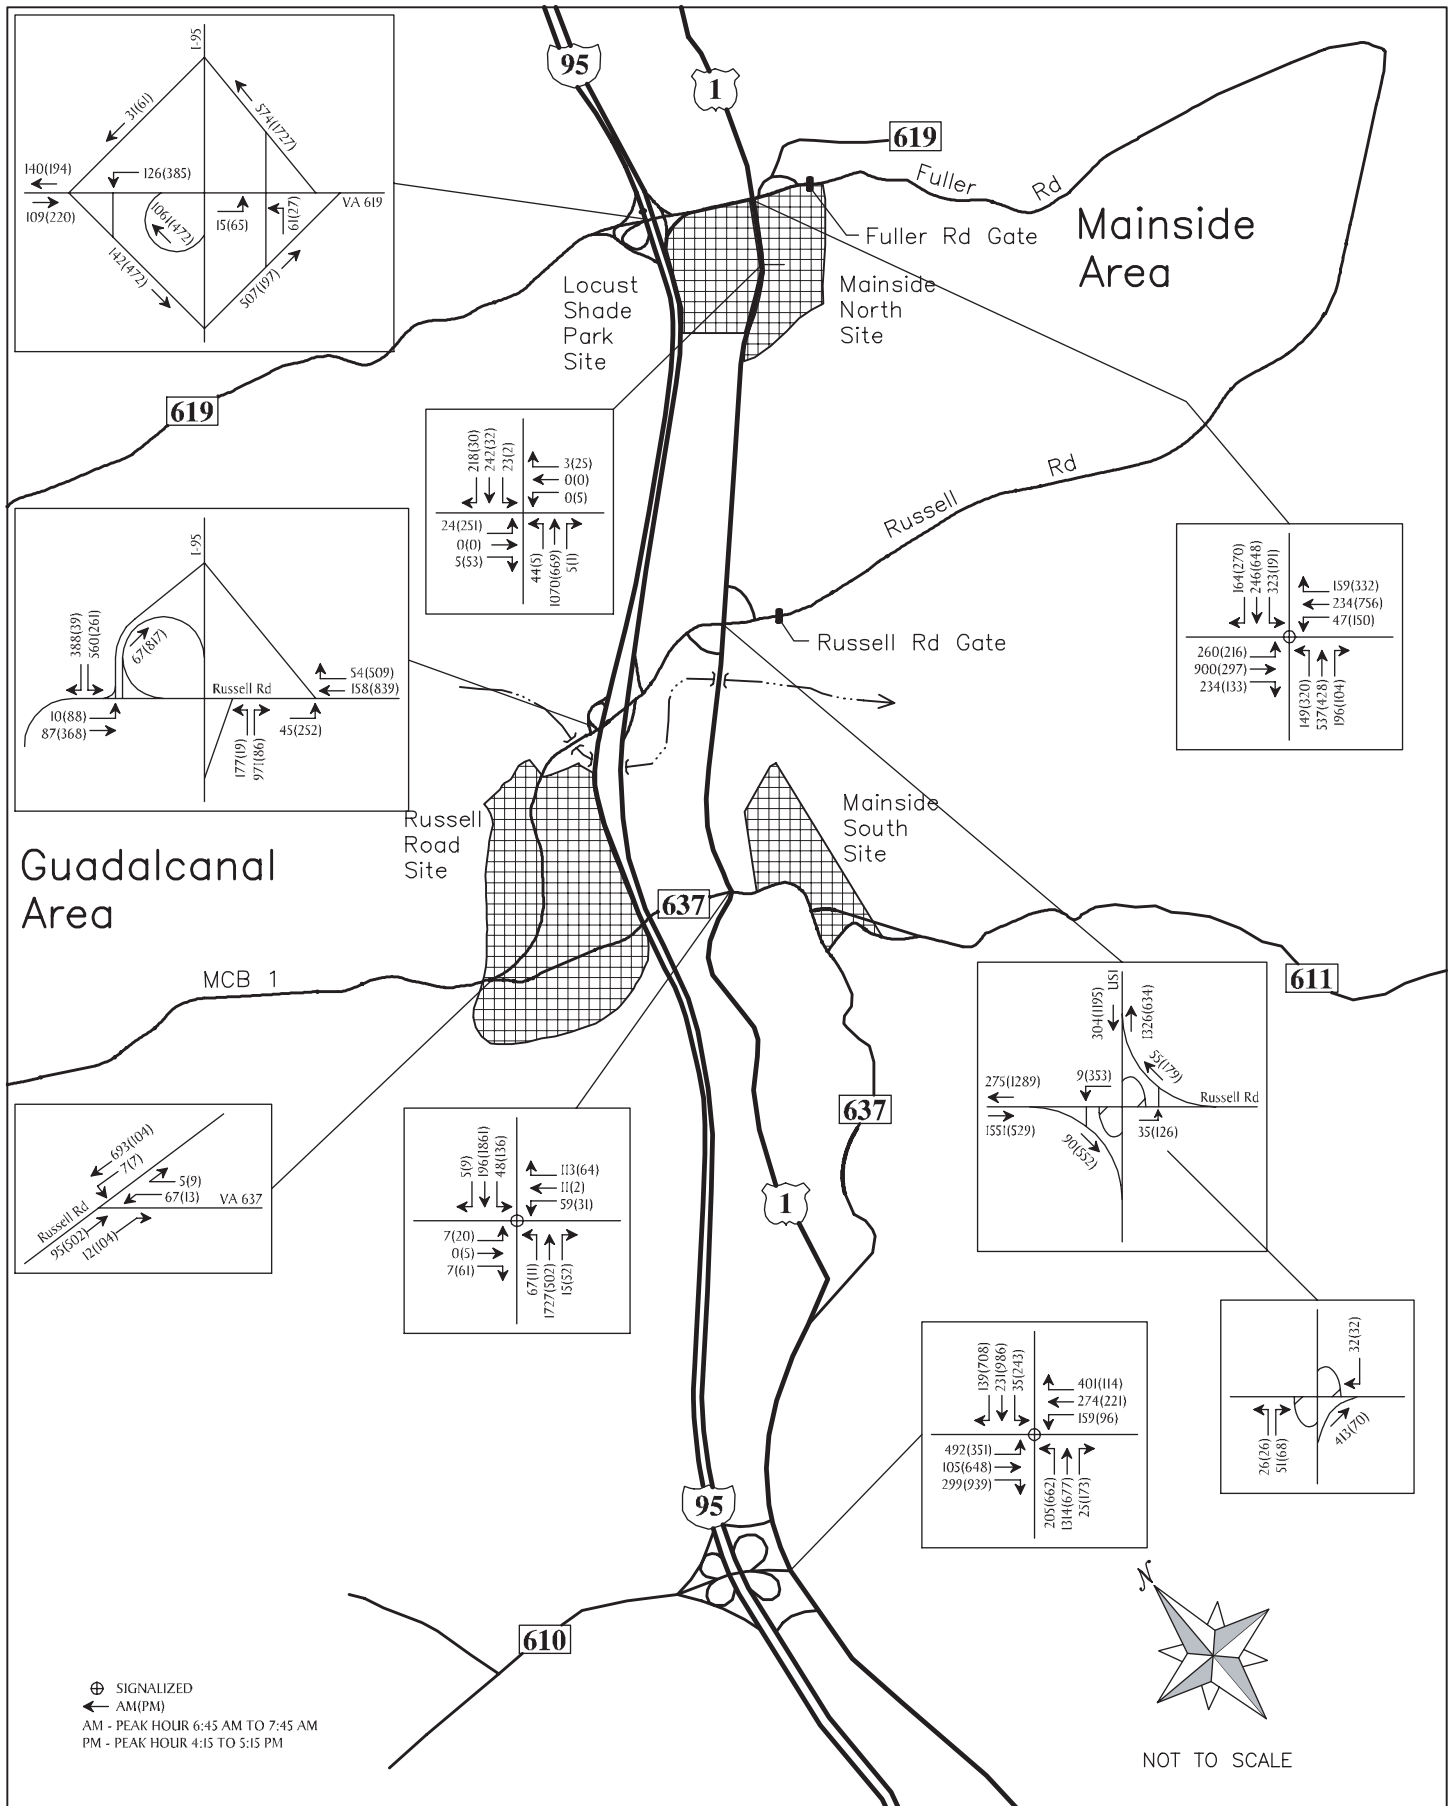 I-95
31(61)
574(1727)
140(194)
109(220)
126(385)
1061(472)
15(65)
61(27)
VA 619
142(472)
507(197)
95
1
619
Fuller Rd
Fuller Rd Gate
Mainside
Area
Locust
Shade
Park
Site
Mainside
North
Site
619
218(30)
242(32)
23(2)
3(25)
0(0)
0(5)
24(251)
0(0)
5(53)
44(5)
1070(669)
5(1)
Russell Rd
I-95
388(39)
560(261)
67(817)
Russell Rd
54(509)
158(839)
10(88)
87(368)
177(19)
971(86)
45(252)
164(270)
246(648)
323(191)
159(332)
234(756)
47(150)
260(216)
900(297)
234(133)
149(320)
537(428)
196(104)
Russell Rd Gate
Russell
Road
Site
Mainside
South
Site
Guadalcanal
Area
637
MCB 1
611
304(1195)
US1
1326(634)
55(179)
275(1289)
9(353)
Russell Rd
1551(529)
35(126)
90(552)
637
693(104)
7(7)
5(9)
67(13)
VA 637
Russell Rd
95(502)
12(104)
5(9)
196(1861)
48(136)
113(64)
11(2)
59(31)
7(20)
0(5)
7(61)
67(11)
1727(502)
15(52)
1
32(32)
26(26)
51(68)
413(70)
139(708)
231(986)
35(243)
401(114)
274(221)
159(96)
492(351)
105(648)
299(939)
205(662)
1314(677)
25(173)
95
610
N
SIGNALIZED
AM(PM)
AM - PEAK HOUR 6:45 AM TO 7:45 AM
PM - PEAK HOUR 4:15 TO 5:15 PM
NOT TO SCALE